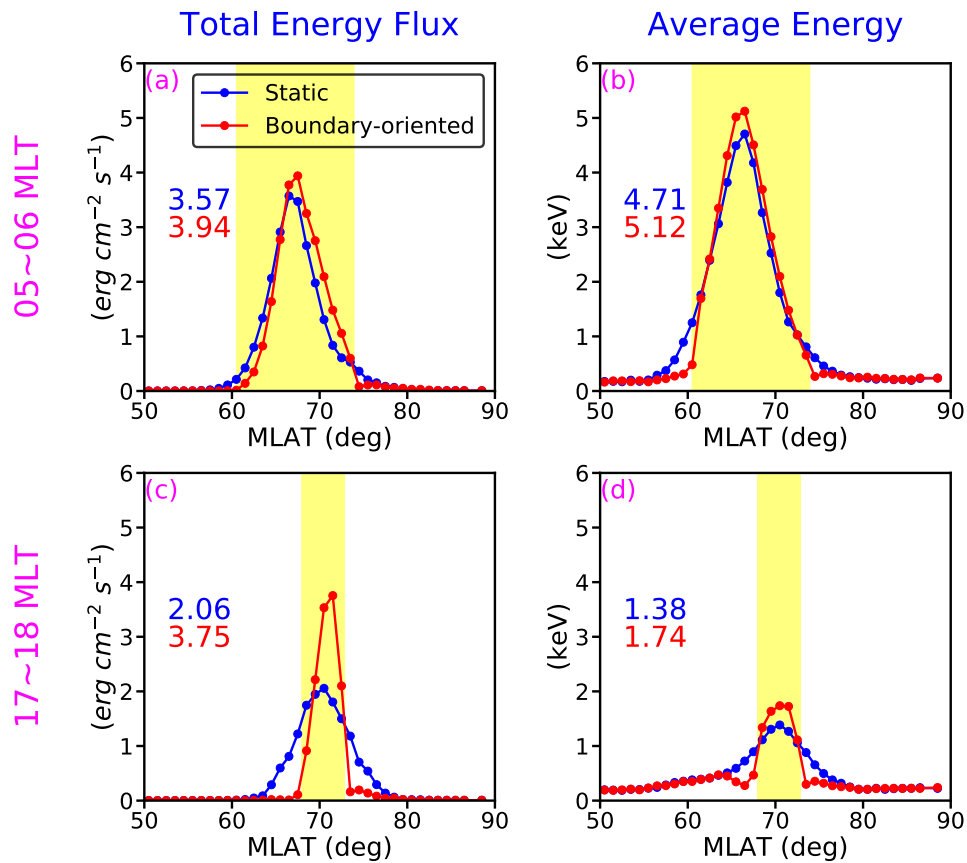 Total Energy Flux
Average Energy
05~06 MLT
(a)
Static
Boundary-oriented
3.57
3.94
(erg cm⁻² s⁻¹)
0 1 2 3 4 5 6
50 60 70 80 90
MLAT (deg)
(b)
4.71
5.12
(keV)
0 1 2 3 4 5 6
50 60 70 80 90
MLAT (deg)
17~18 MLT
(c)
2.06
3.75
(erg cm⁻² s⁻¹)
0 1 2 3 4 5 6
50 60 70 80 90
MLAT (deg)
(d)
1.38
1.74
(keV)
0 1 2 3 4 5 6
50 60 70 80 90
MLAT (deg)